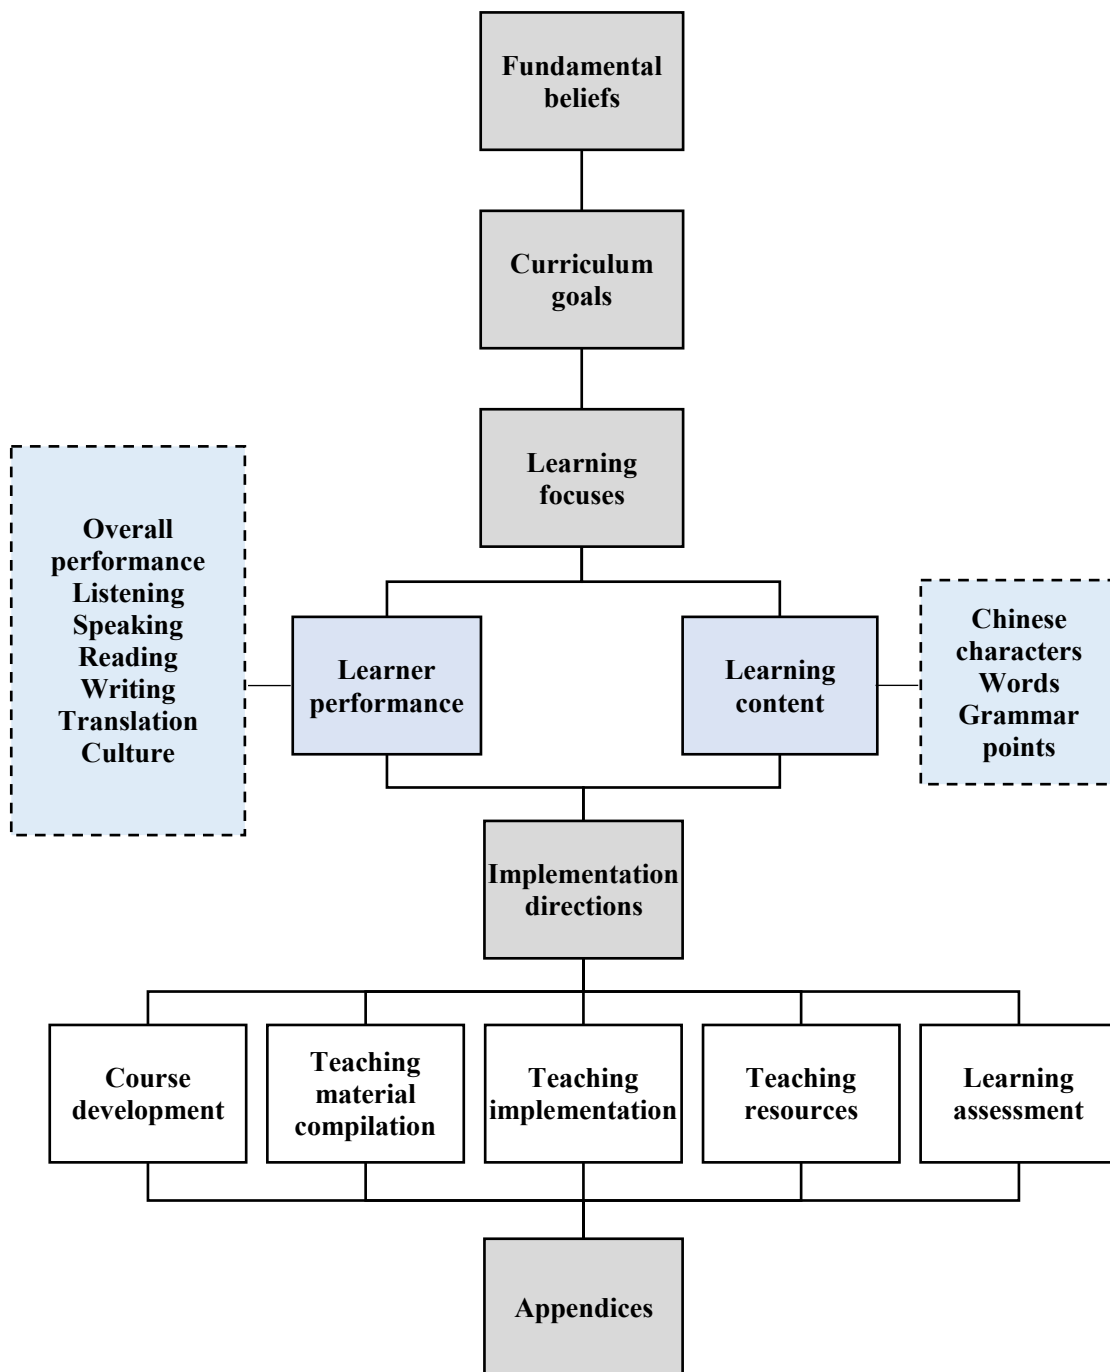 Fundamental
beliefs
Curriculum
goals
Learning
focuses
Overall
performance
Listening
Speaking
Reading
Writing
Translation
Culture
Learner
performance
Learning
content
Chinese
characters
Words
Grammar
points
Implementation
directions
Course
development
Teaching
material
compilation
Teaching
implementation
Teaching
resources
Learning
assessment
Appendices